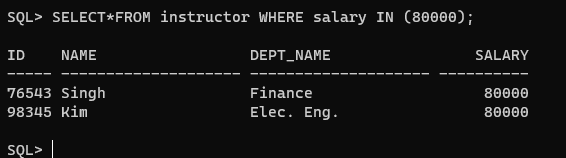 SQL> SELECT*FROM instructor WHERE salary IN (80000);
ID    NAME                 DEPT_NAME                SALARY
----- -------------------- -------------------- ----------
76543 Singh                Finance                   80000
98345 Kim                  Elec. Eng.                80000
SQL>